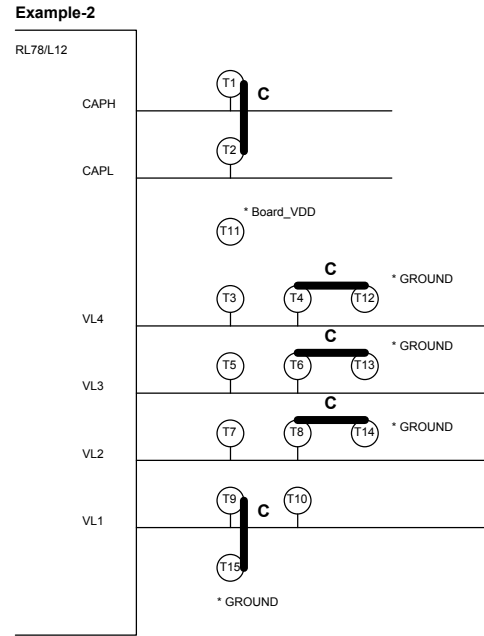 Example-2
RL78/L12
T1
C
CAPH
T2
CAPL
* Board_VDD
T11
C
* GROUND
T3
T4
T12
VL4
C
* GROUND
T5
T6
T13
VL3
C
* GROUND
T7
T8
T14
VL2
T9
C
T10
VL1
T15
* GROUND